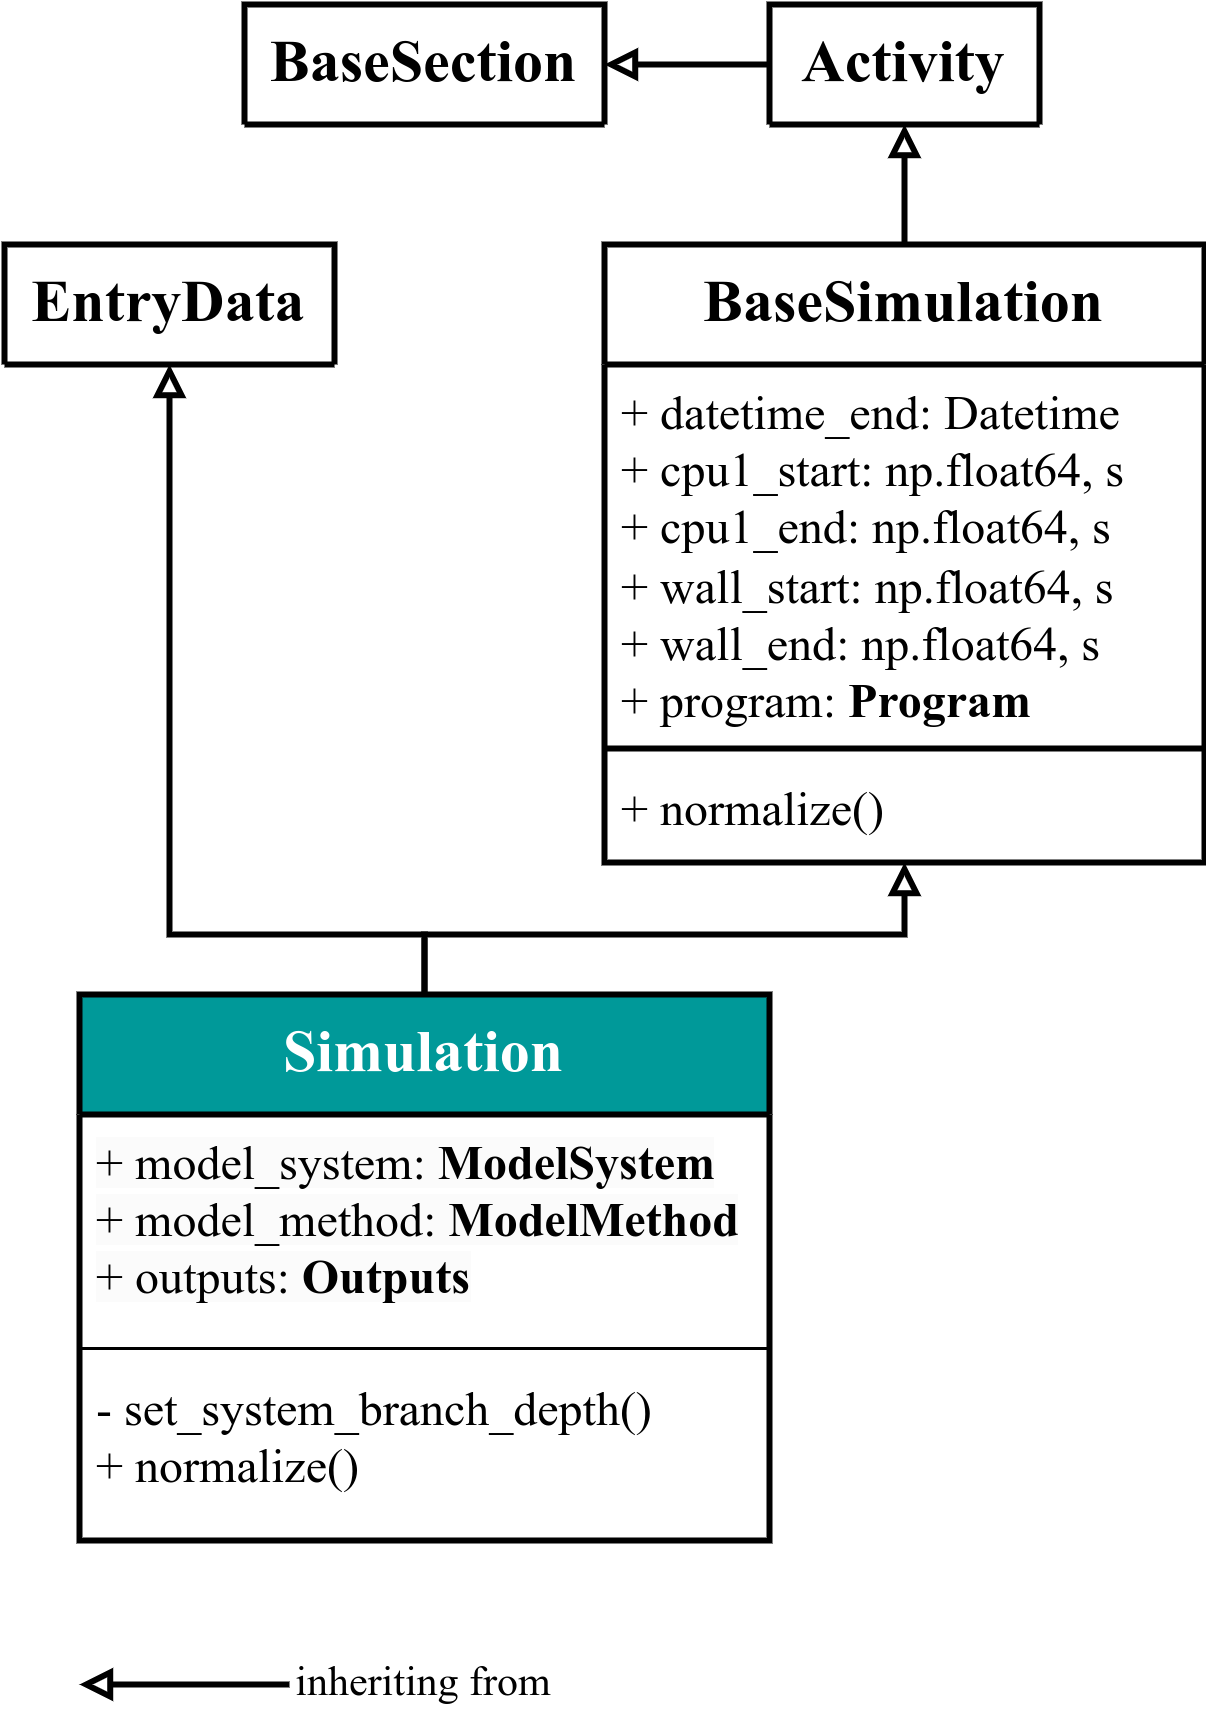 BaseSection
Activity
EntryData
BaseSimulation
+ datetime_end: Datetime
+ cpu1_start: np.float64, s
+ cpu1_end: np.float64, s
+ wall_start: np.float64, s
+ wall_end: np.float64, s
+ program: Program
+ normalize()
Simulation
+ model_system: ModelSystem
+ model_method: ModelMethod
+ outputs: Outputs
- set_system_branch_depth()
+ normalize()
inheriting from